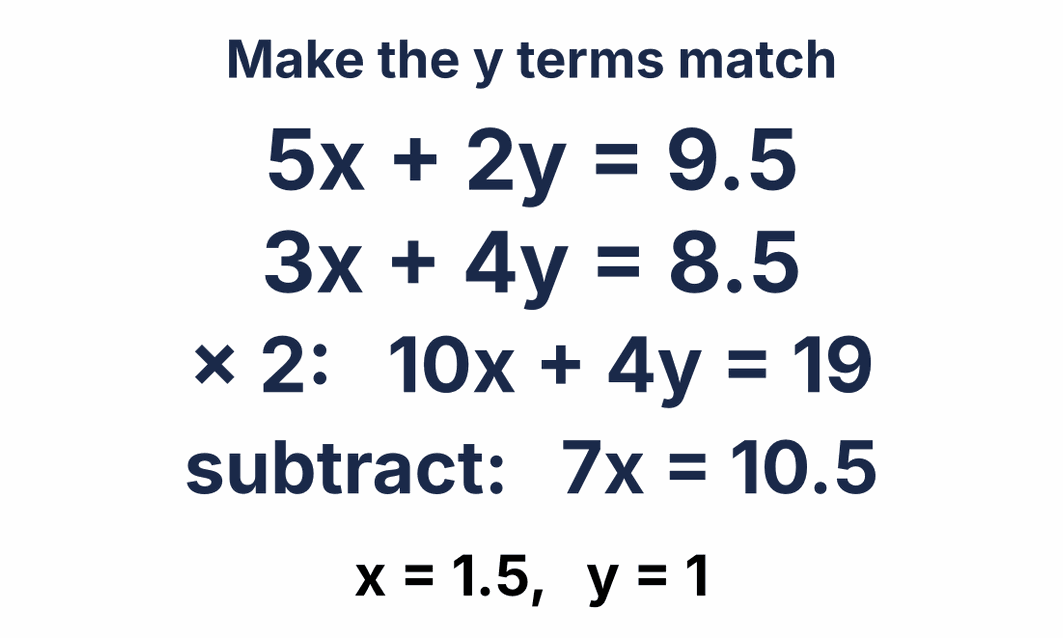 Make the y terms match
5x + 2y = 9.5
3x + 4y = 8.5
× 2: 10x + 4y = 19
subtract: 7x = 10.5
x = 1.5, y = 1